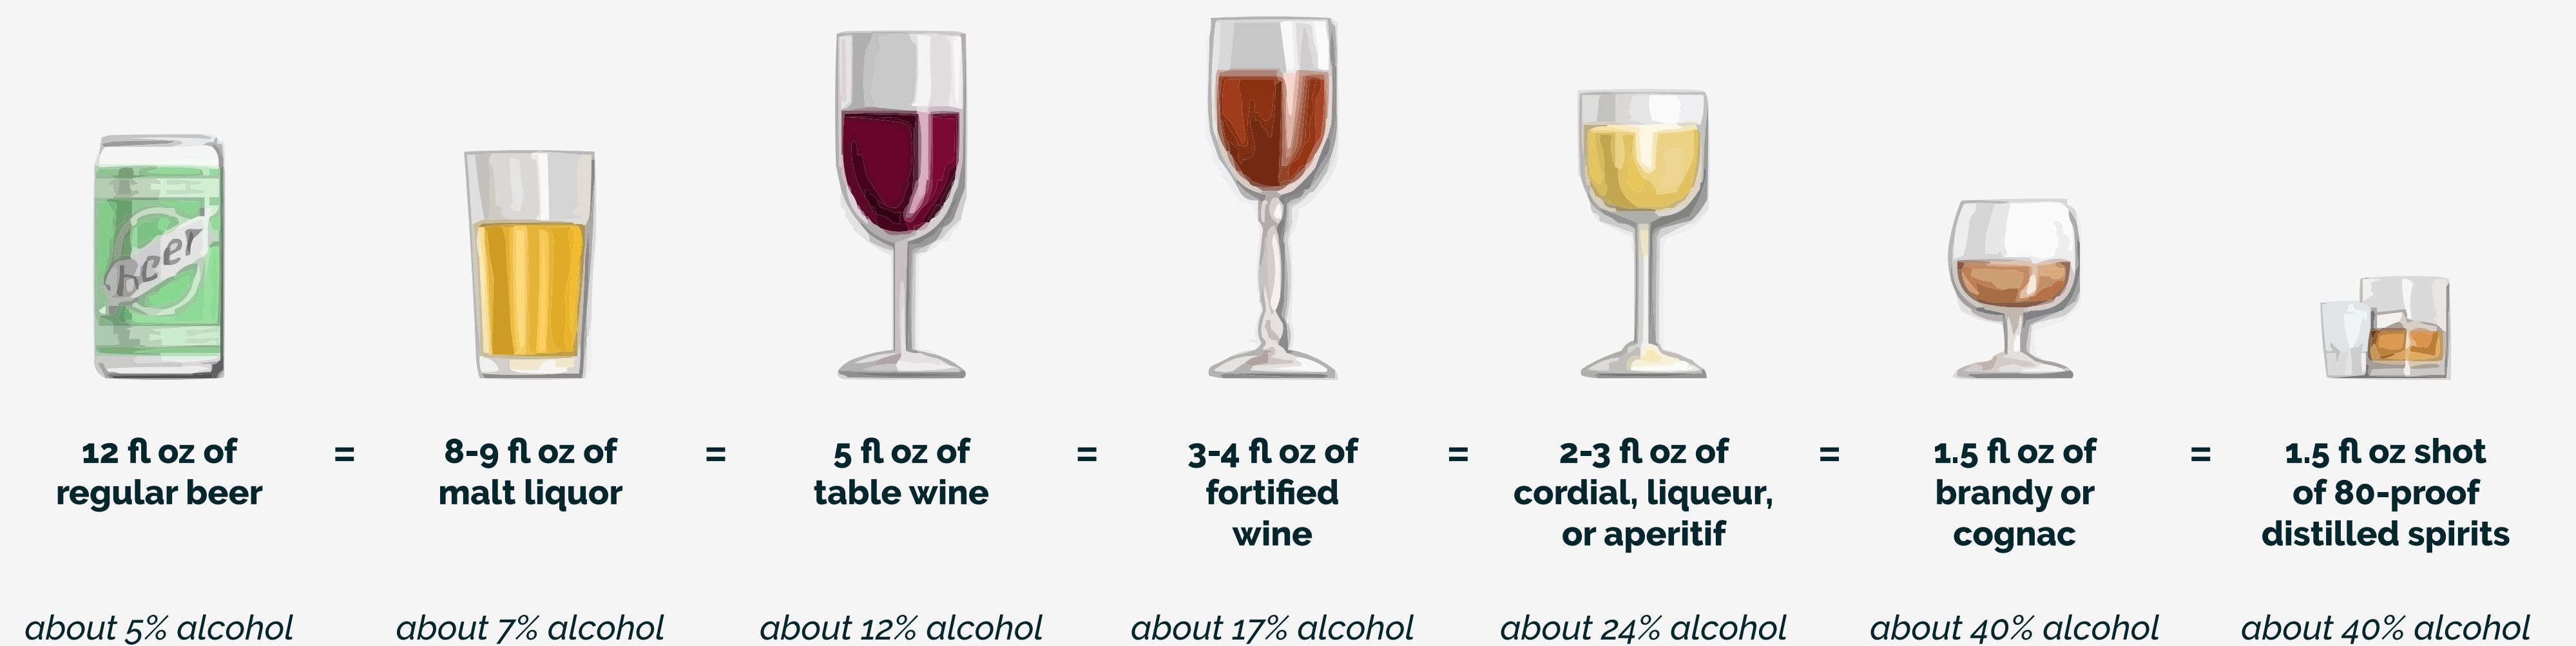 beer
12 fl oz of
regular beer
=
8-9 fl oz of
malt liquor
=
5 fl oz of
table wine
=
3-4 fl oz of
fortified
wine
=
2-3 fl oz of
cordial, liqueur,
or aperitif
=
1.5 fl oz of
brandy or
cognac
=
1.5 fl oz shot
of 80-proof
distilled spirits
about 5% alcohol
about 7% alcohol
about 12% alcohol
about 17% alcohol
about 24% alcohol
about 40% alcohol
about 40% alcohol